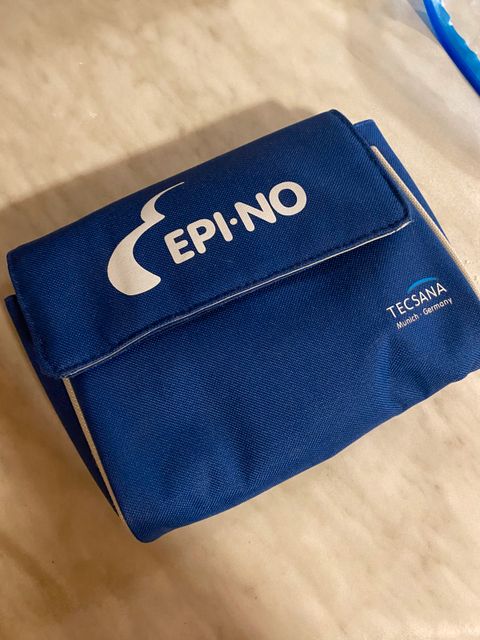 EPI·NO
TECSANA
Munich · Germany